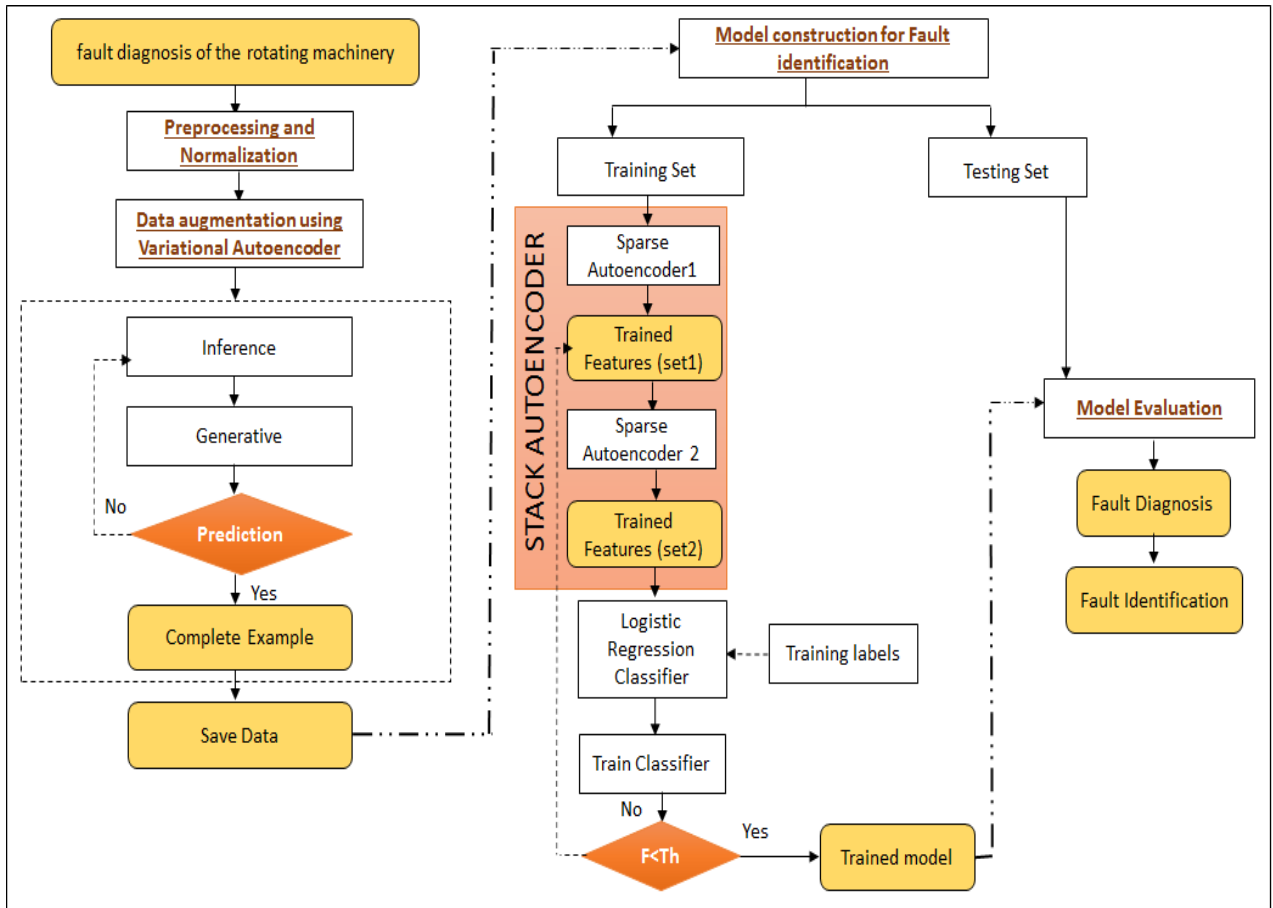 fault diagnosis of the rotating machinery
Preprocessing and
Normalization
Data augmentation using
Variational Autoencoder
Inference
Generative
No
Prediction
Yes
Complete Example
Save Data
Model construction for Fault
identification
Training Set
Testing Set
STACK AUTOENCODER
Sparse
Autoencoder1
Trained
Features (set1)
Sparse
Autoencoder 2
Trained
Features (set2)
Logistic
Regression
Classifier
Training labels
Train Classifier
No
F<Th
Yes
Trained model
Model Evaluation
Fault Diagnosis
Fault Identification